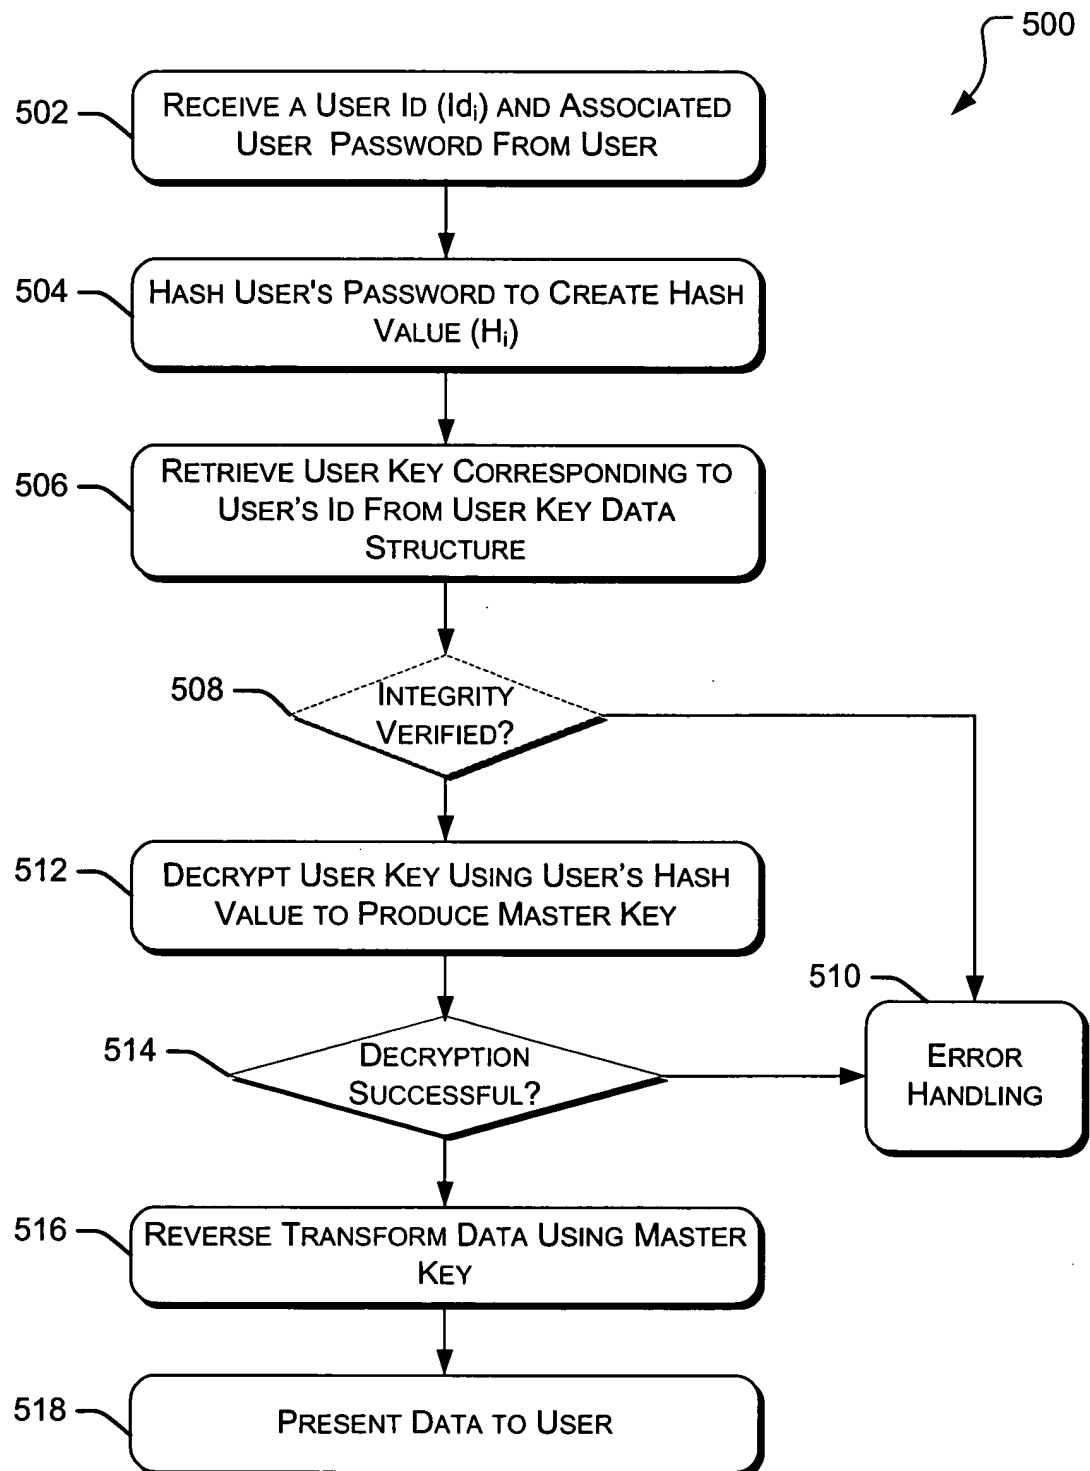 500
502
RECEIVE A USER ID (Idi) AND ASSOCIATED
USER PASSWORD FROM USER
504
HASH USER'S PASSWORD TO CREATE HASH
VALUE (Hi)
506
RETRIEVE USER KEY CORRESPONDING TO
USER'S ID FROM USER KEY DATA
STRUCTURE
508
INTEGRITY
VERIFIED?
512
DECRYPT USER KEY USING USER'S HASH
VALUE TO PRODUCE MASTER KEY
510
ERROR
HANDLING
514
DECRYPTION
SUCCESSFUL?
516
REVERSE TRANSFORM DATA USING MASTER
KEY
518
PRESENT DATA TO USER